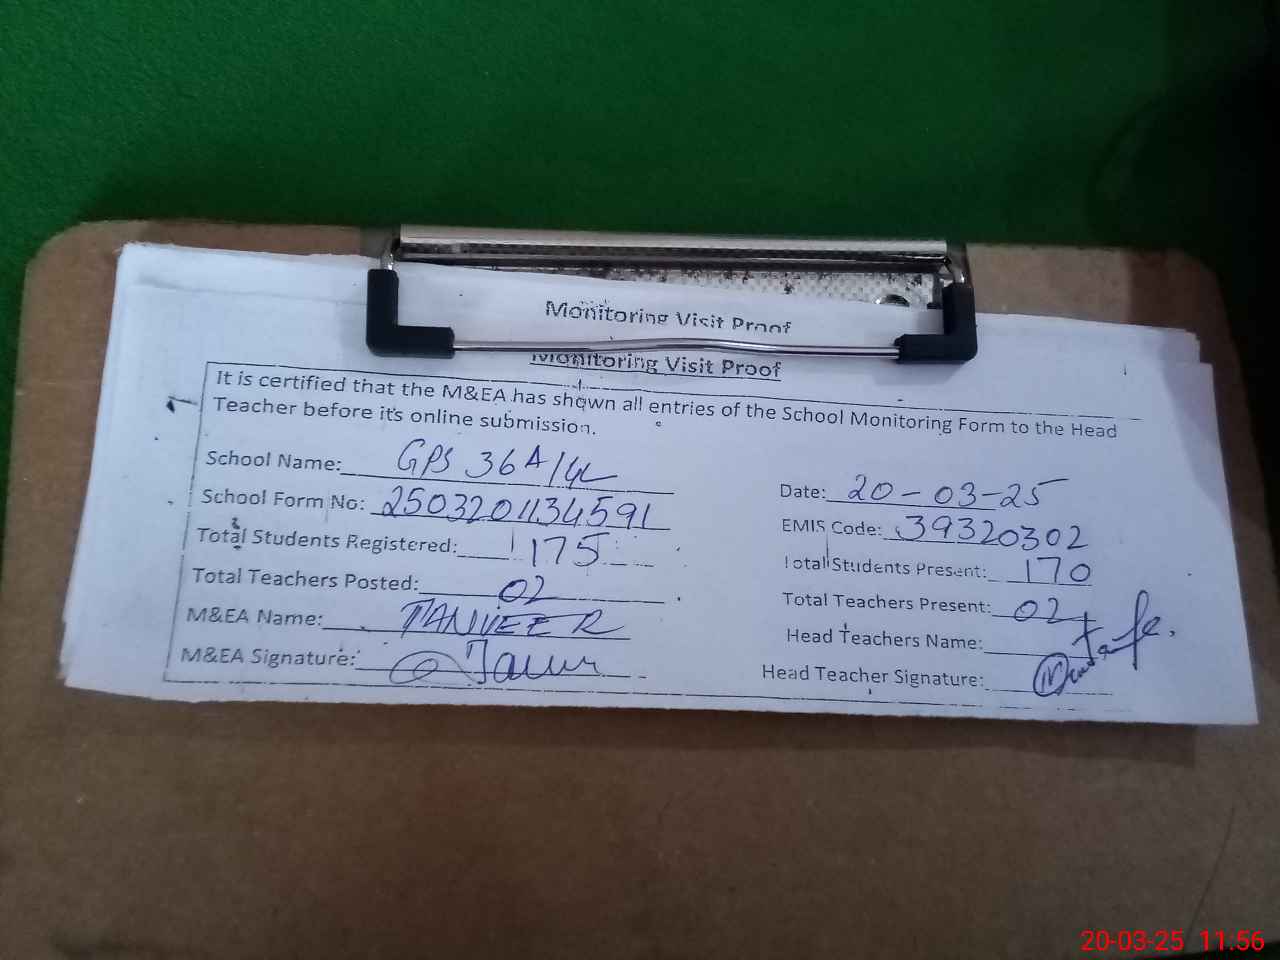 Monitoring Visit Proof
Monitoring Visit Proof
It is certified that the M&EA has shown all entries of the School Monitoring Form to the Head
Teacher before it's online submission.
School Name: GPS 36A/4L
Date: 20-03-25
School Form No: 2503201134591
EMIS Code: 39320302
Total Students Registered: 175
Total Students Present: 170
Total Teachers Posted: 02
Total Teachers Present: 02
M&EA Name: TANVEER
Head Teachers Name:
M&EA Signature:
Head Teacher Signature:
20-03-25 11:56